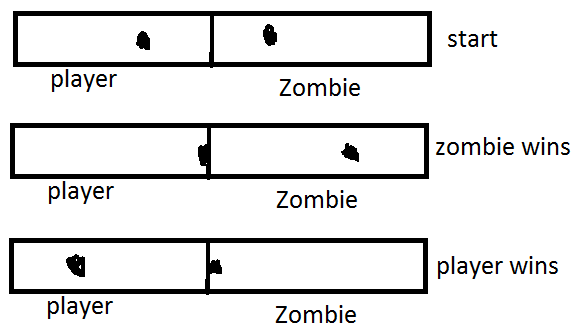 start
player
Zombie
zombie wins
player
Zombie
player wins
player
Zombie